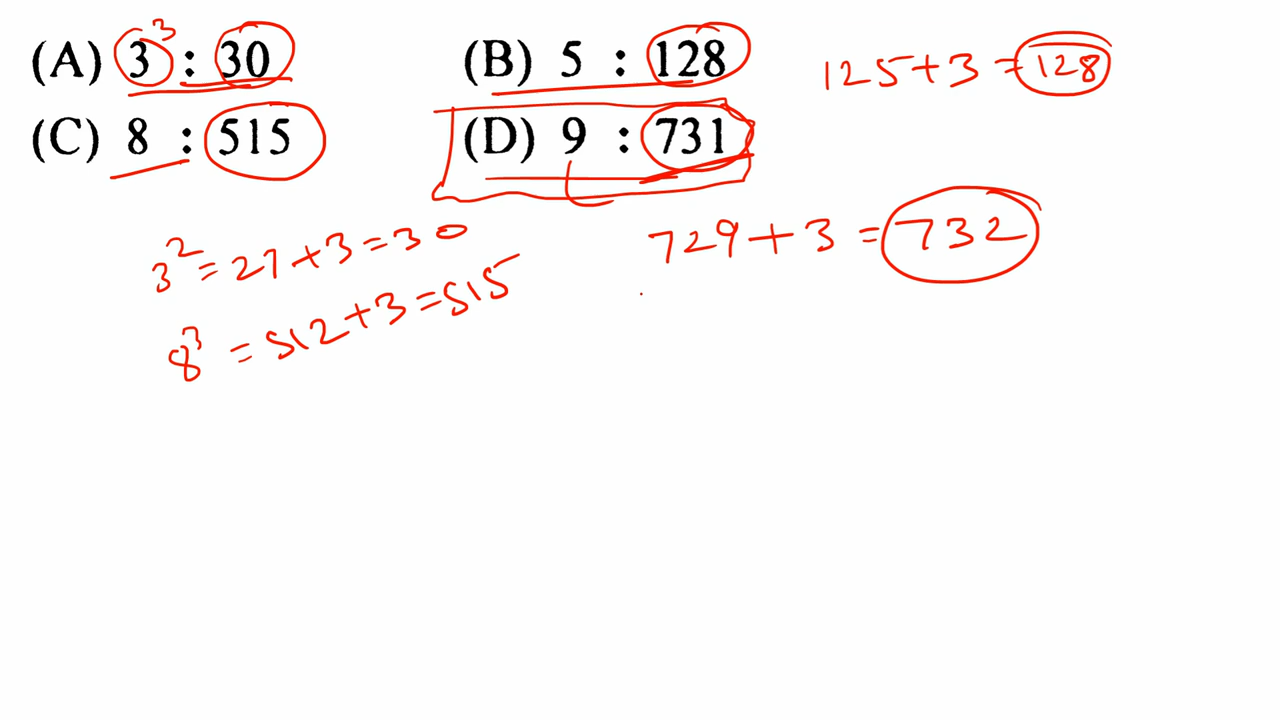 (A) 3³ : 30 (B) 5 : 128 125+3=128
(C) 8 : 515 (D) 9 : 731
3²=27+3=30 729+3=732
8³=512+3=515